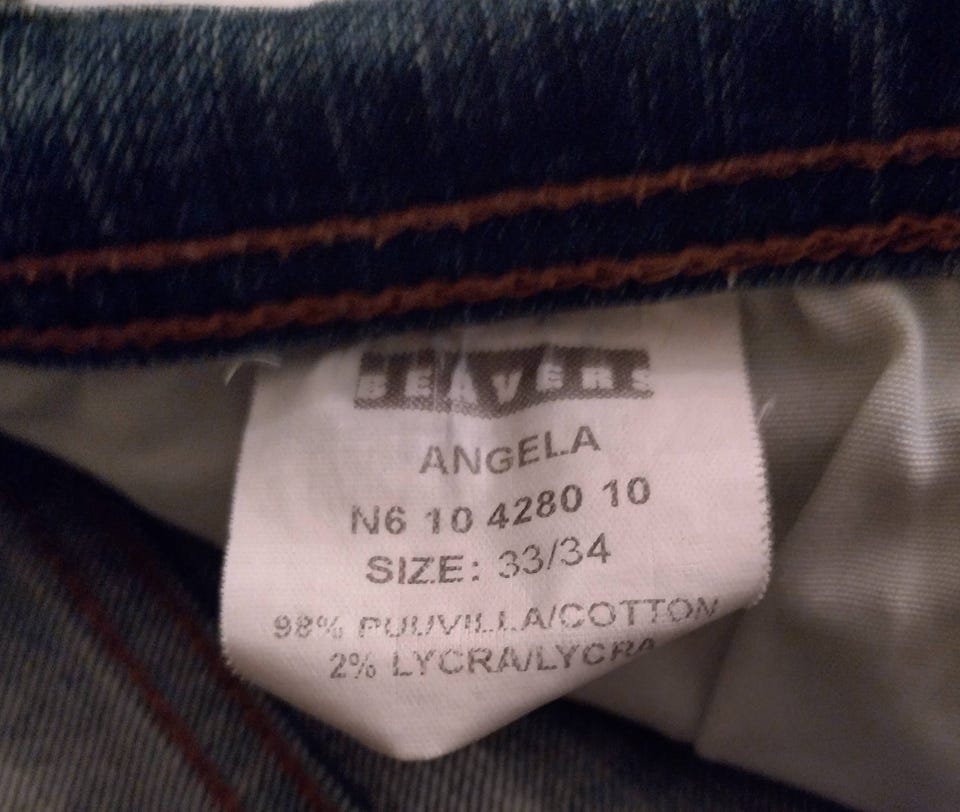 BEAVERS
ANGELA
N6 10 4280 10
SIZE: 33/34
98% PUUVILLA/COTTON
2% LYCRA/LYCRA